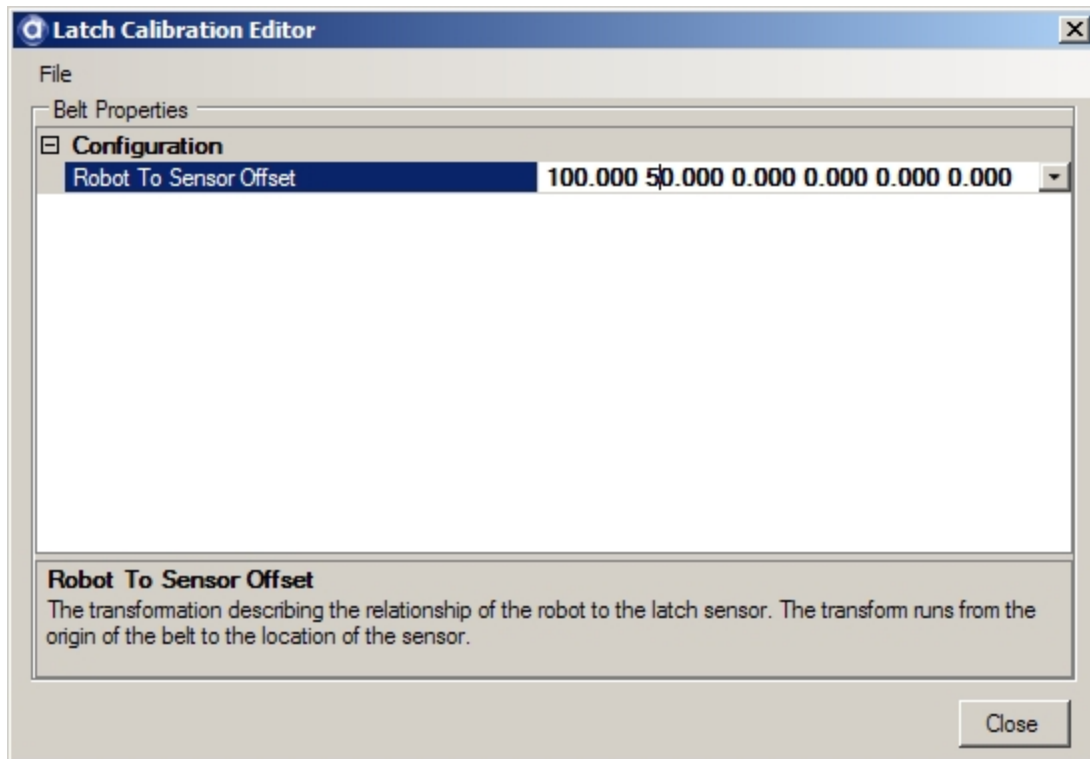 Latch Calibration Editor
File
Belt Properties
Configuration
Robot To Sensor Offset 100.000 50.000 0.000 0.000 0.000 0.000
Robot To Sensor Offset
The transformation describing the relationship of the robot to the latch sensor. The transform runs from the
origin of the belt to the location of the sensor.
Close